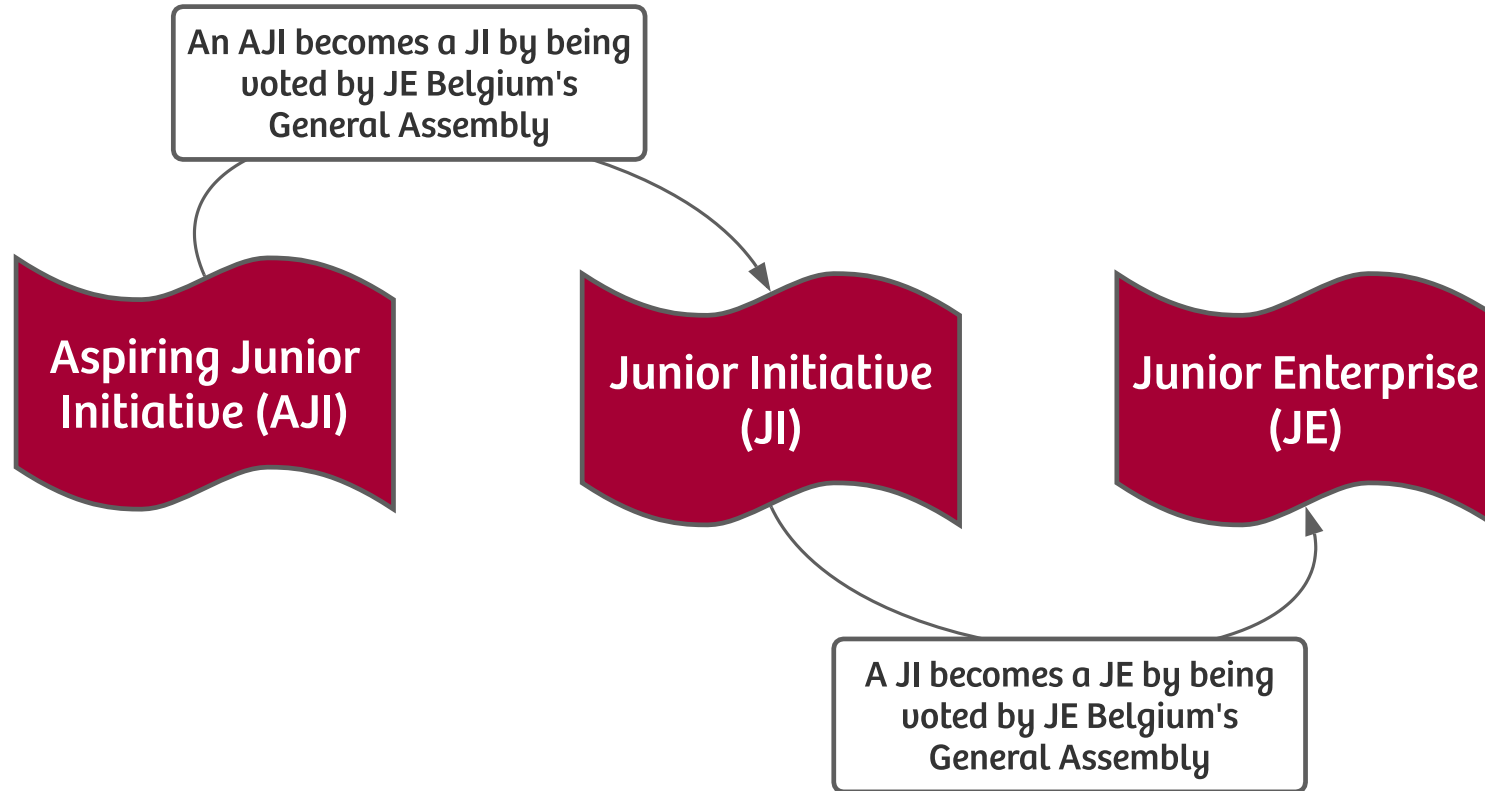 An AJI becomes a JI by being
voted by JE Belgium's
General Assembly
Aspiring Junior
Initiative (AJI)
Junior Initiative
(JI)
Junior Enterprise
(JE)
A JI becomes a JE by being
voted by JE Belgium's
General Assembly